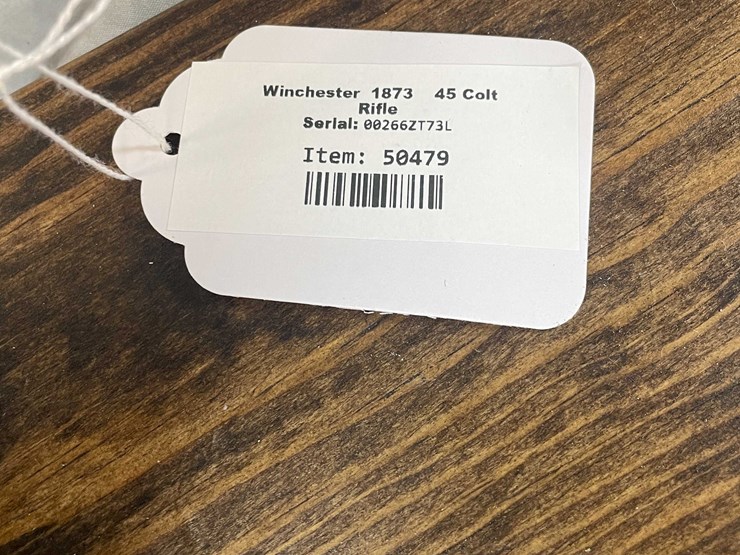 Winchester 1873 45 Colt
Rifle
Serial: 00266ZT73L
Item: 50479